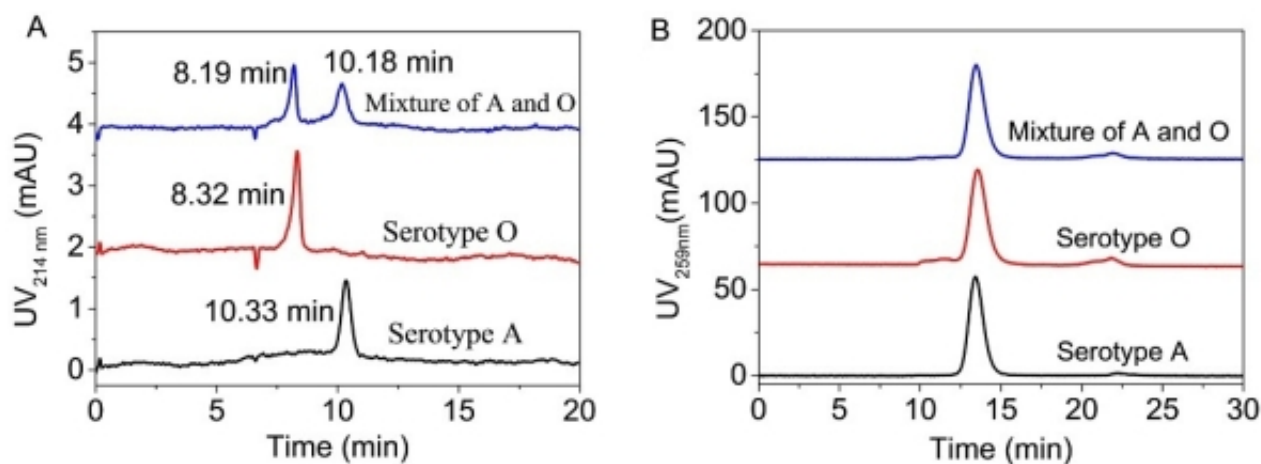 A
UV214 nm (mAU)
5
4
3
2
1
0
8.19 min
10.18 min
Mixture of A and O
8.32 min
Serotype O
10.33 min
Serotype A
0 5 10 15 20
Time (min)
B
UV259nm(mAU)
200
150
100
50
0
Mixture of A and O
Serotype O
Serotype A
0 5 10 15 20 25 30
Time (min)